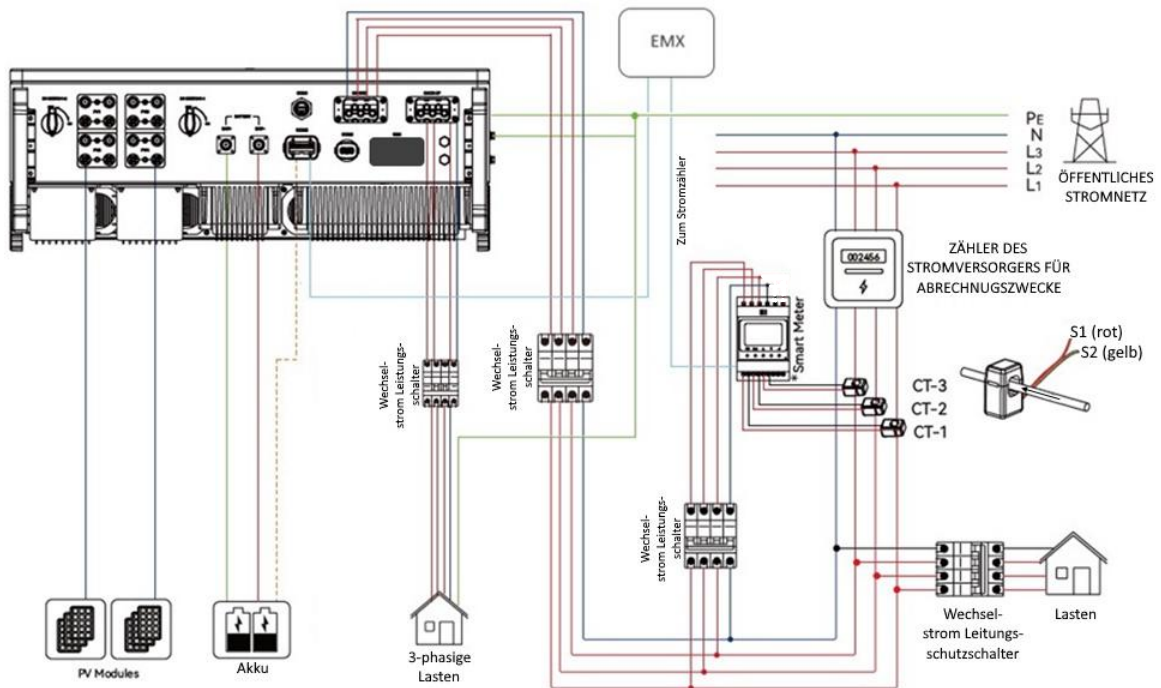 EMX
PE
N
L3
L2
L1
ÖFFENTLICHES
STROMNETZ
Zum Stromzähler
ZÄHLER DES
STROMVERSORGERS FÜR
ABRECHNUGSZWECKE
002456
* Smart Meter
S1 (rot)
S2 (gelb)
CT-3
CT-2
CT-1
Wechsel-
strom Leistungs-
schalter
Wechsel-
strom Leistungs-
schalter
Wechsel-
strom Leistungs-
schalter
Wechsel-
strom Leitungs-
schutzschalter
Lasten
3-phasige
Lasten
Akku
PV Modules